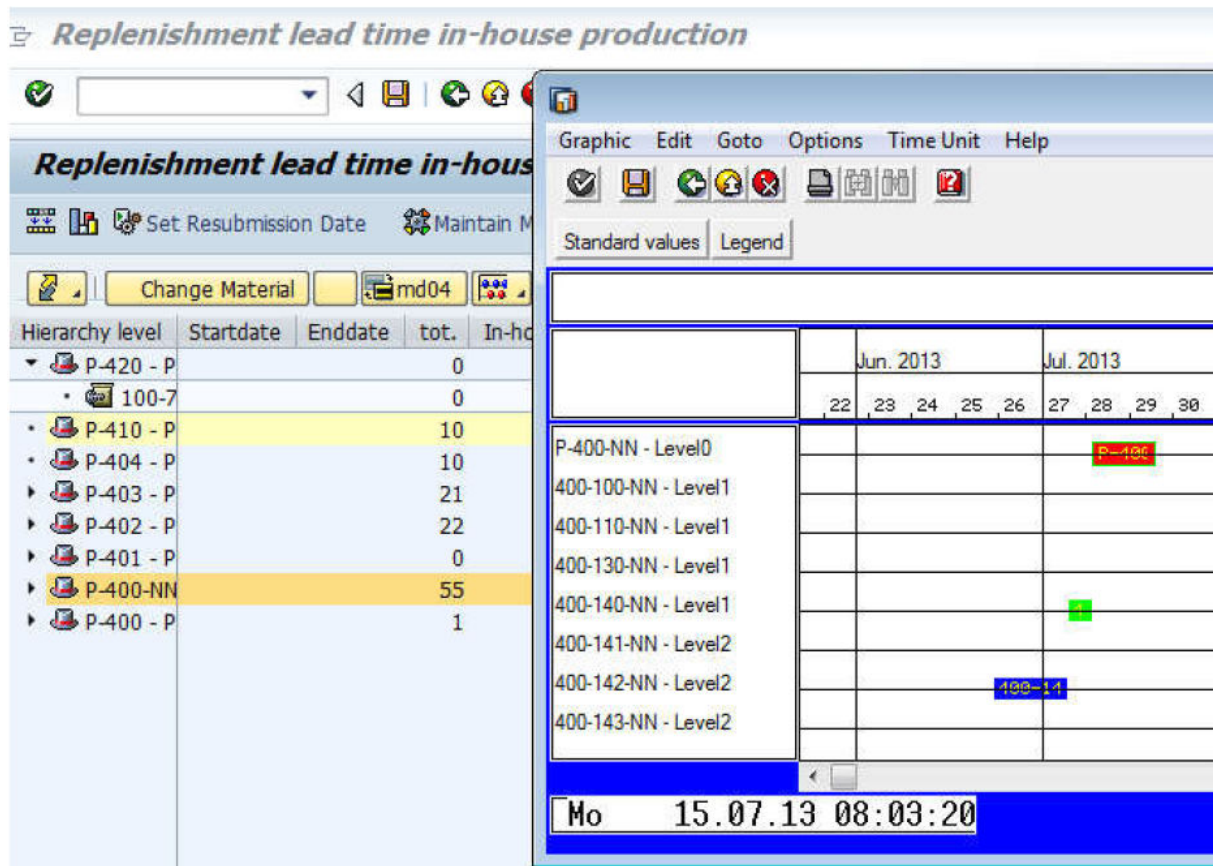 Replenishment lead time in-house production
Replenishment lead time in-hous
Set Resubmission Date Maintain M
Change Material md04
Hierarchy level Startdate Enddate tot. In-ho
P-420 - P 0
100-7 0
P-410 - P 10
P-404 - P 10
P-403 - P 21
P-402 - P 22
P-401 - P 0
P-400-NN 55
P-400 - P 1
Graphic Edit Goto Options Time Unit Help
Standard values Legend
Jun. 2013 Jul. 2013
22 23 24 25 26 27 28 29 30
P-400-NN - Level0 P-400
400-100-NN - Level1
400-110-NN - Level1
400-130-NN - Level1
400-140-NN - Level1 4
400-141-NN - Level2
400-142-NN - Level2 400-14
400-143-NN - Level2
Mo 15.07.13 08:03:20